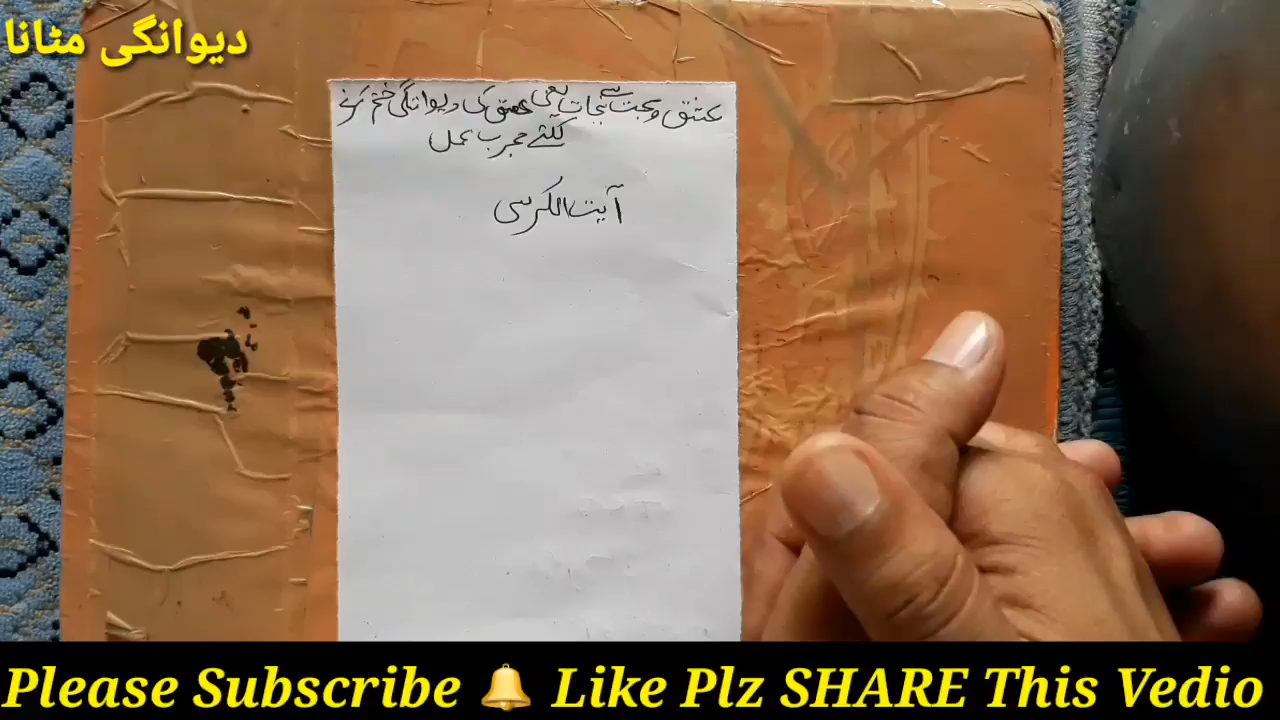 دیوانگی مٹانا
عشق و محبت سے نجات یعنی عشق کی دیوانگی ختم کرنے
کیلئے مجرب عمل
آیت الکرسی
Please Subscribe 🔔 Like Plz SHARE This Vedio